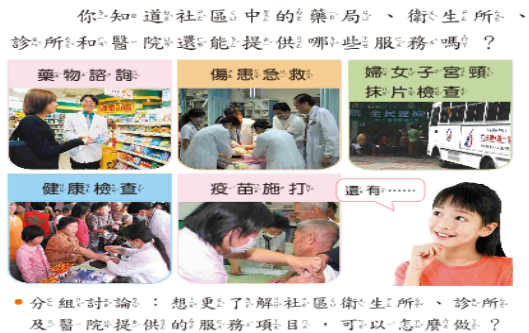 你知道社區中的藥局、衛生所、
診所和醫院還能提供哪些服務嗎？
藥物諮詢
傷患急救
婦女子宮頸
抹片檢查
健康檢查
疫苗施打
還有……
•分組討論：想更了解社區衛生所、診所
及醫院提供的服務項目，可以怎麼做？